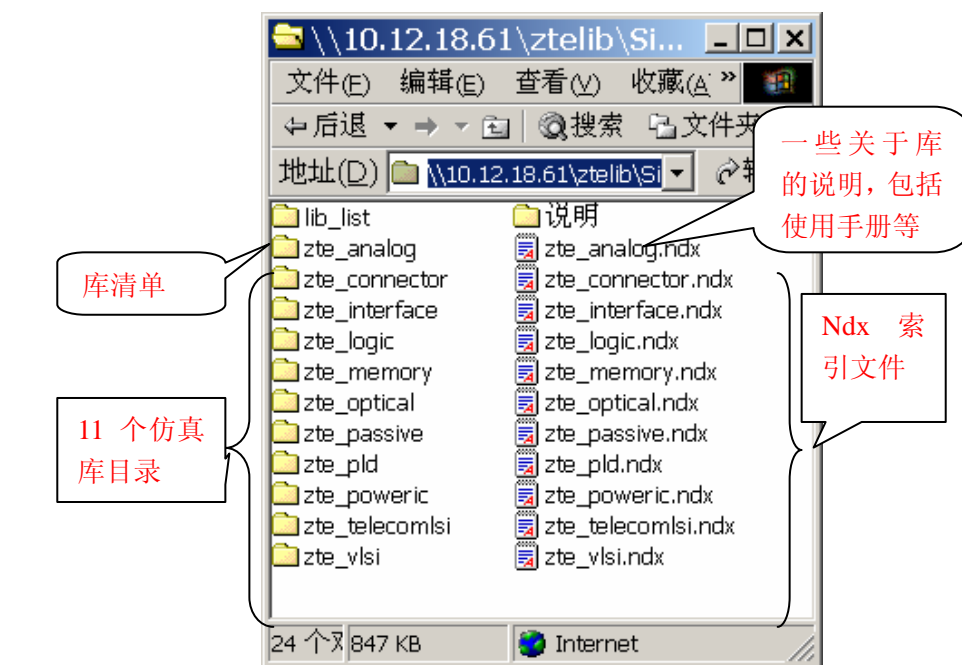 \\10.12.18.61\ztelib\Si...
文件(F) 编辑(E) 查看(V) 收藏(A »
后退 搜索 文件夹
地址(D) \\10.12.18.61\ztelib\Si
一些关于库
的说明，包括
使用手册等
lib_list
zte_analog
zte_connector
zte_interface
zte_logic
zte_memory
zte_optical
zte_passive
zte_pld
zte_poweric
zte_telecomlsi
zte_vlsi
说明
zte_analog.ndx
zte_connector.ndx
zte_interface.ndx
zte_logic.ndx
zte_memory.ndx
zte_optical.ndx
zte_passive.ndx
zte_pld.ndx
zte_poweric.ndx
zte_telecomlsi.ndx
zte_vlsi.ndx
库清单
11 个仿真
库目录
Ndx 索
引文件
24 个 847 KB Internet